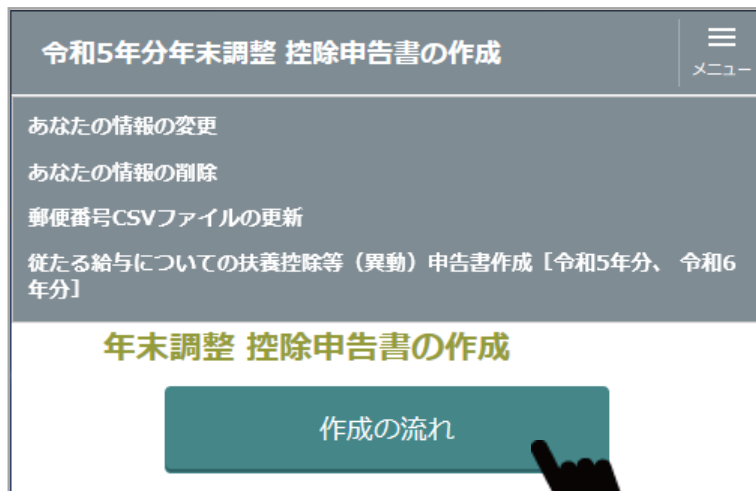 令和5年分年末調整 控除申告書の作成
メニュー
あなたの情報の変更
あなたの情報の削除
郵便番号CSVファイルの更新
従たる給与についての扶養控除等（異動）申告書作成［令和5年分、 令和6
年分］
年末調整 控除申告書の作成
作成の流れ